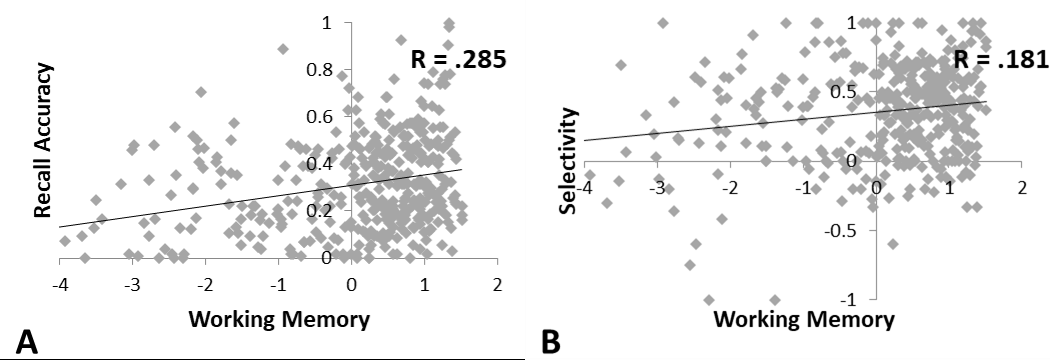 Recall Accuracy
1
0.8
0.6
0.4
0.2
0
-4 -3 -2 -1 0 1 2
R = .285
Working Memory
A
Selectivity
1
0.5
0
-0.5
-1
-4 -3 -2 -1 0 1 2
R = .181
Working Memory
B